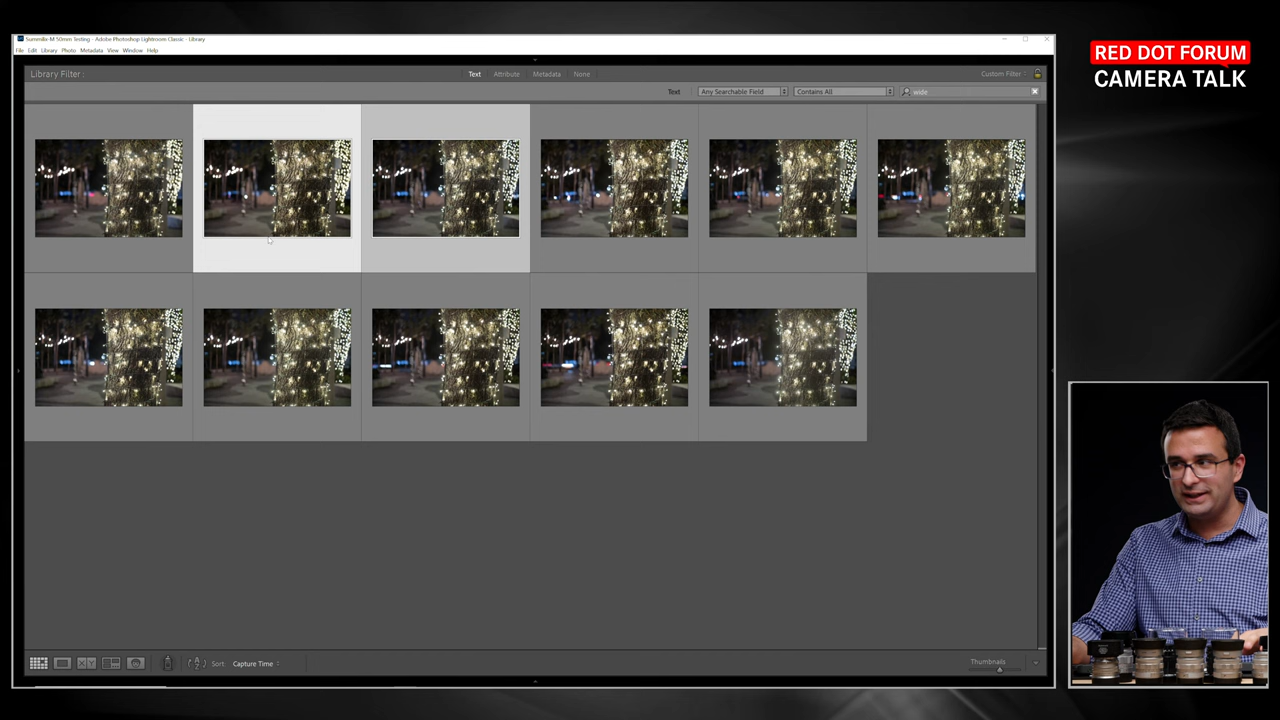 Summilux-M 50mm Testing - Adobe Photoshop Lightroom Classic - Library
File Edit Library Photo Metadata View Window Help
RED DOT FORUM
CAMERA TALK
Library Filter :
Text Attribute Metadata None
Custom Filter
Text Any Searchable Field Contains All wide
Sort Capture Time
Thumbnails